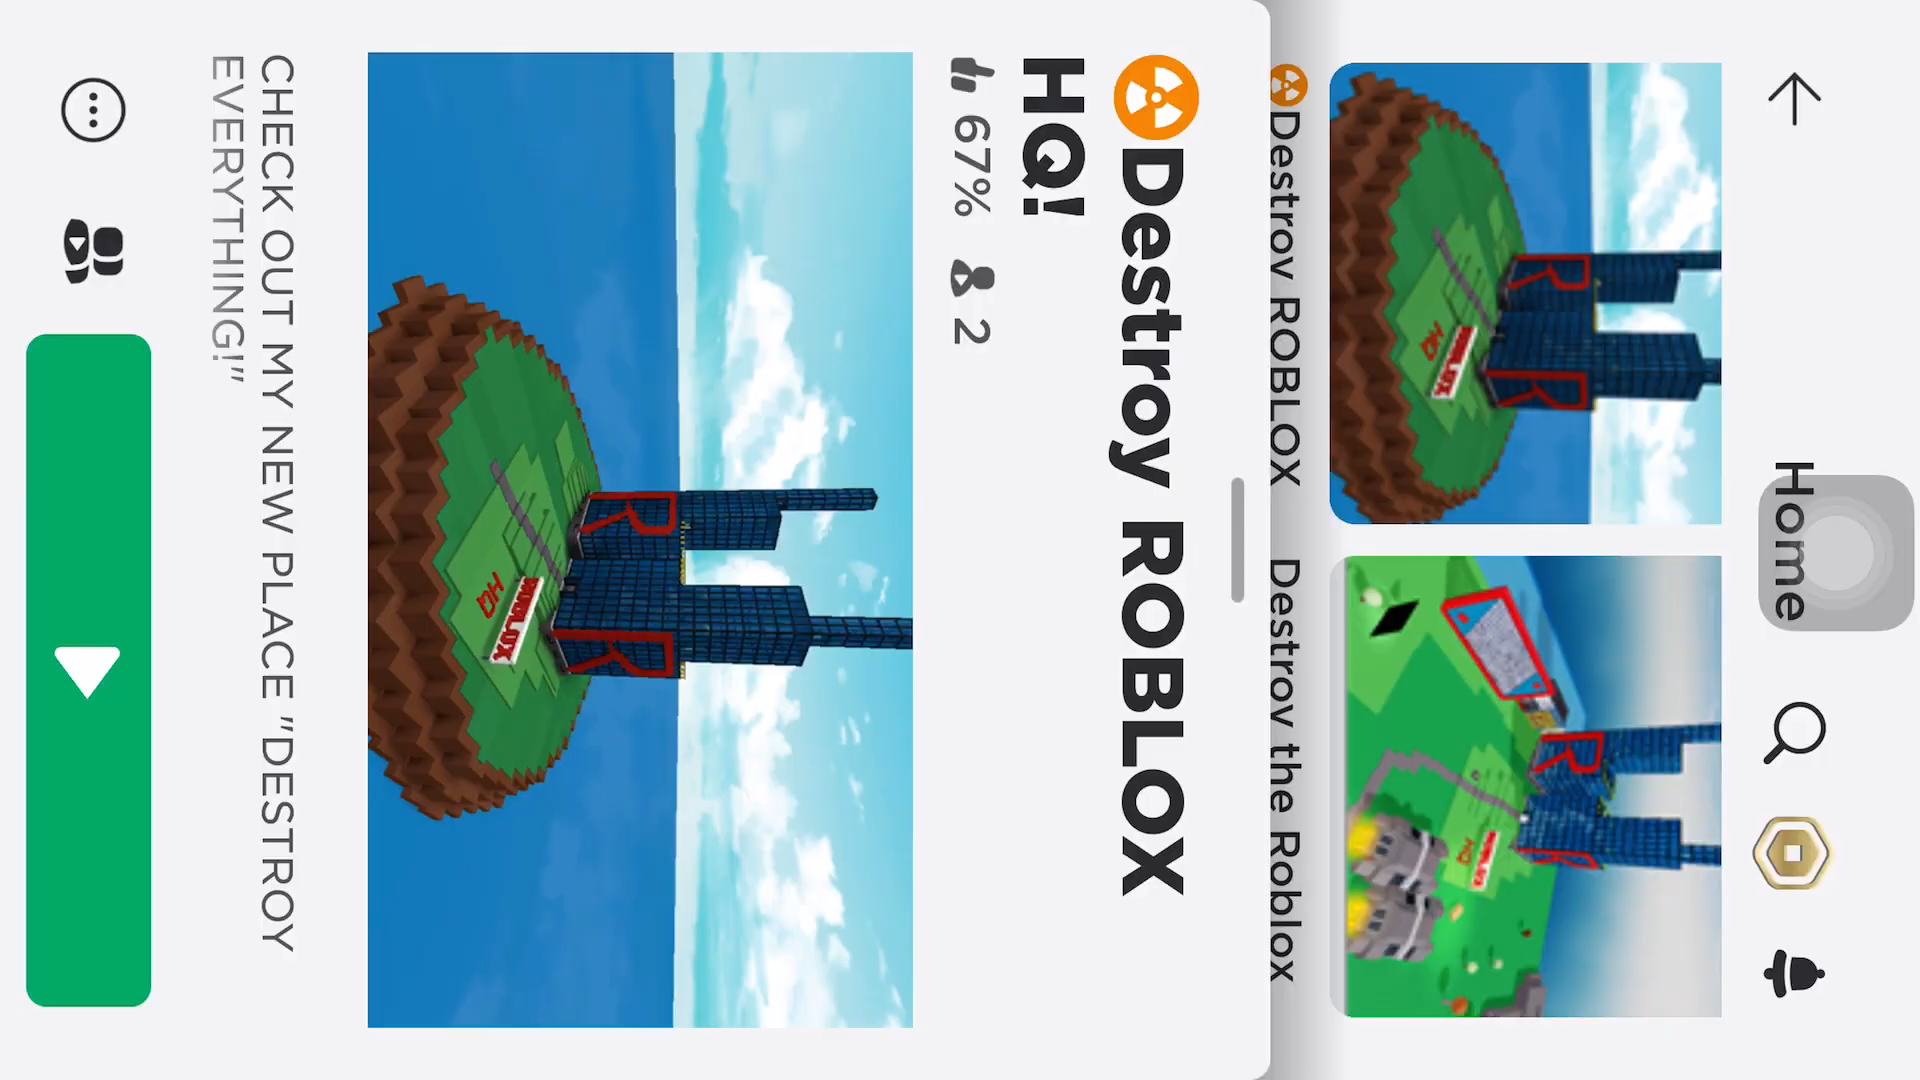 Home
Destroy ROBLOX
Destroy the Roblox
Destroy ROBLOX
HQ!
67% 2
CHECK OUT MY NEW PLACE "DESTROY
EVERYTHING!"
R
R
ROBLOX
HQ